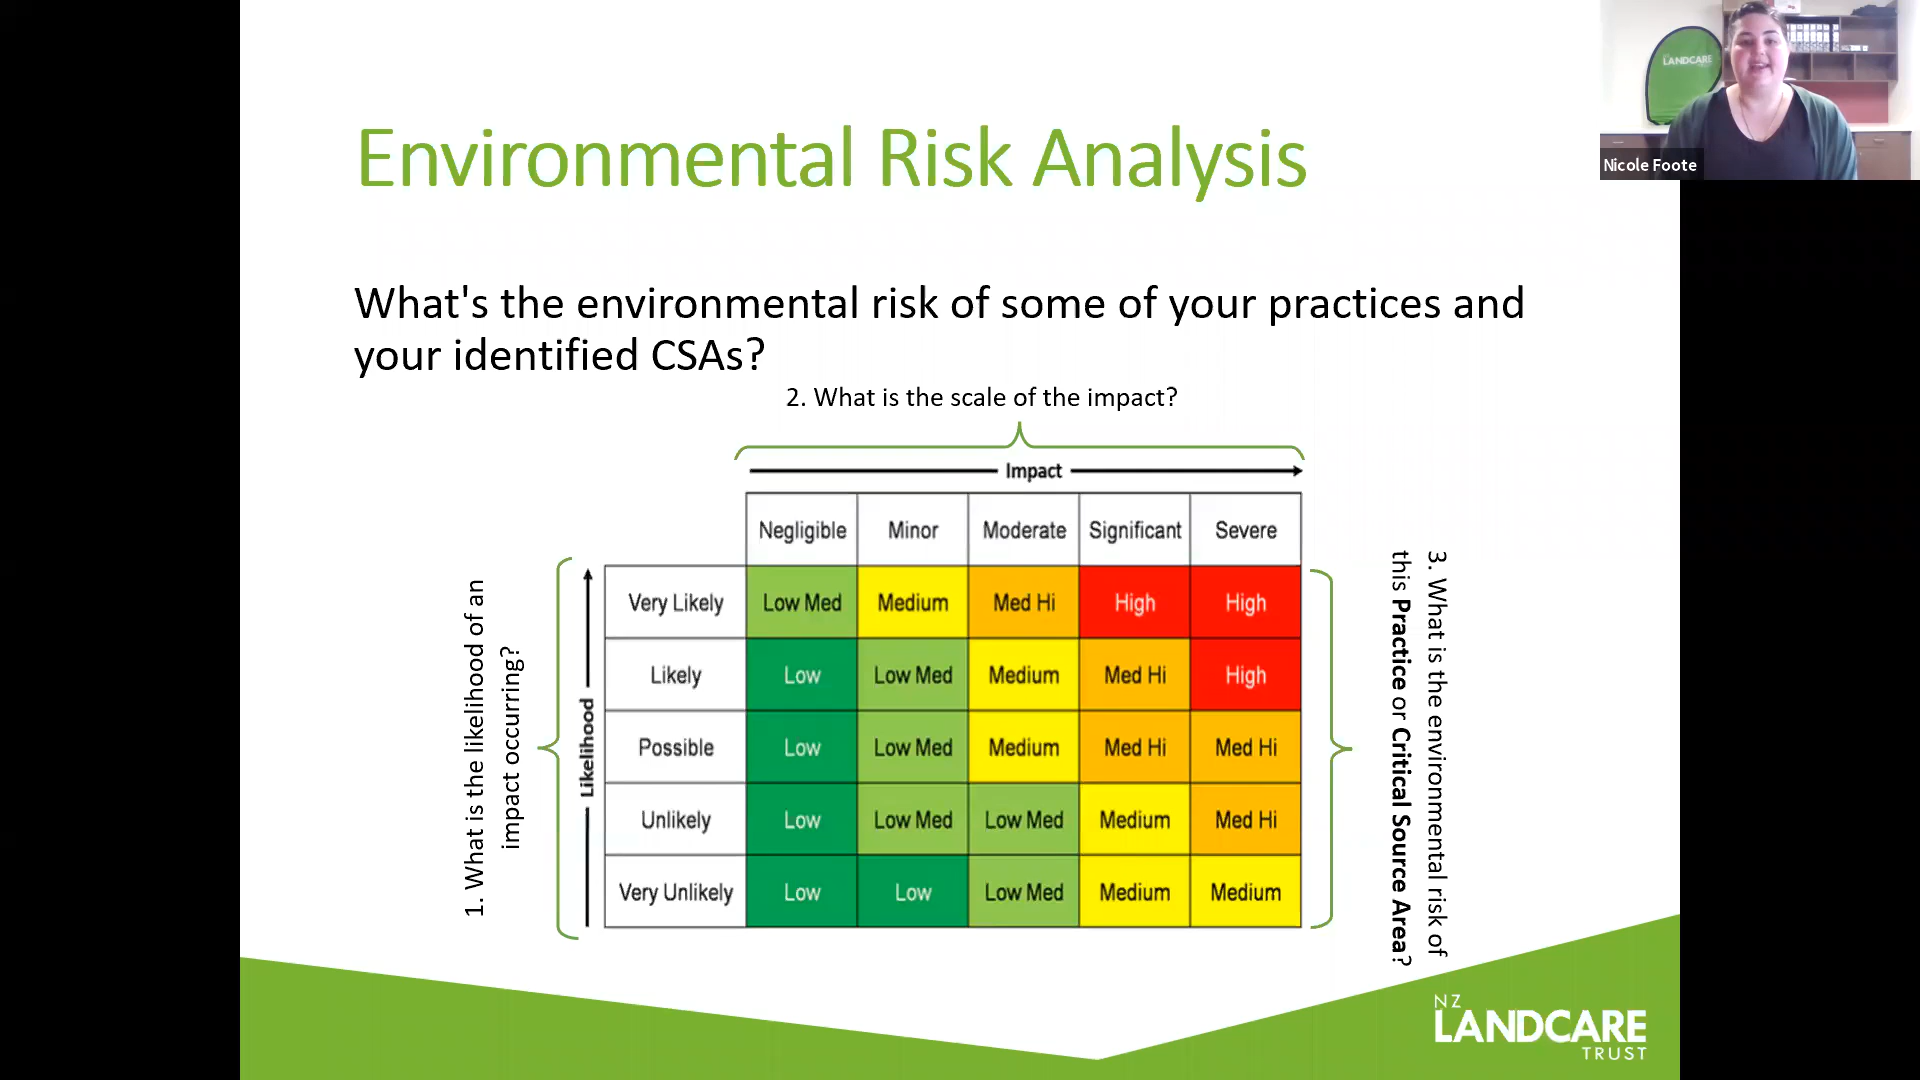 LANDCARE
Nicole Foote
Environmental Risk Analysis
What's the environmental risk of some of your practices and
your identified CSAs?
2. What is the scale of the impact?
Impact
Negligible Minor Moderate Significant Severe
1. What is the likelihood of an
impact occurring?
Likelihood
Very Likely Low Med Medium Med Hi High High
Likely Low Low Med Medium Med Hi High
Possible Low Low Med Medium Med Hi Med Hi
Unlikely Low Low Med Low Med Medium Med Hi
Very Unlikely Low Low Low Med Medium Medium
3. What is the environmental risk of
this Practice or Critical Source Area?
NZ
LANDCARE
TRUST